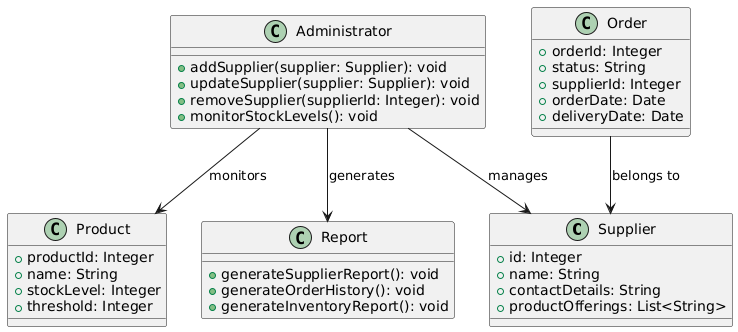 C Administrator
addSupplier(supplier: Supplier): void
updateSupplier(supplier: Supplier): void
removeSupplier(supplierId: Integer): void
monitorStockLevels(): void
C Order
orderId: Integer
status: String
supplierId: Integer
orderDate: Date
deliveryDate: Date
monitors
generates
manages
belongs to
C Product
productId: Integer
name: String
stockLevel: Integer
threshold: Integer
C Report
generateSupplierReport(): void
generateOrderHistory(): void
generateInventoryReport(): void
C Supplier
id: Integer
name: String
contactDetails: String
productOfferings: List<String>